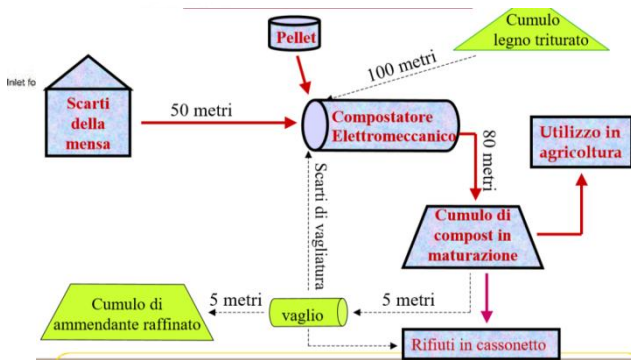 Cumulo
legno triturato
Pellet
100 metri
Inlet fo
Scarti
della
mensa
50 metri
Compostatore
Elettromeccanico
80 metri
Utilizzo in
agricoltura
Scarti di vagliatura
Cumulo di
compost in
maturazione
Cumulo di
ammendante raffinato
5 metri
vaglio
5 metri
Rifiuti in cassonetto